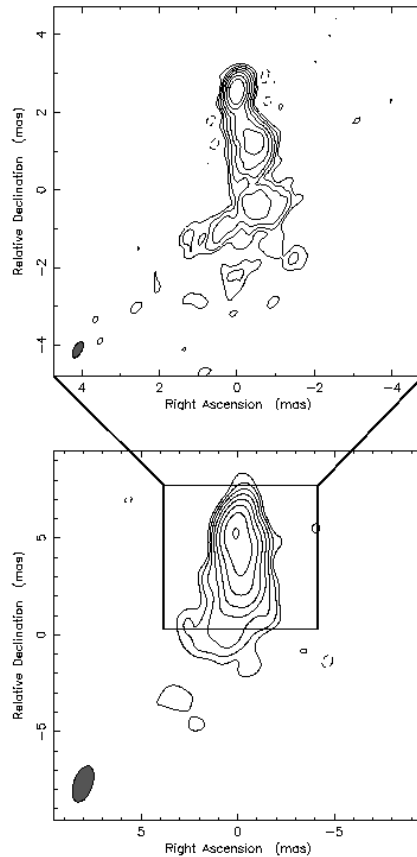 4
2
0
-2
-4
Relative Declination (mas)
4 2 0 -2 -4
Right Ascension (mas)
5
0
-5
Relative Declination (mas)
5 0 -5
Right Ascension (mas)